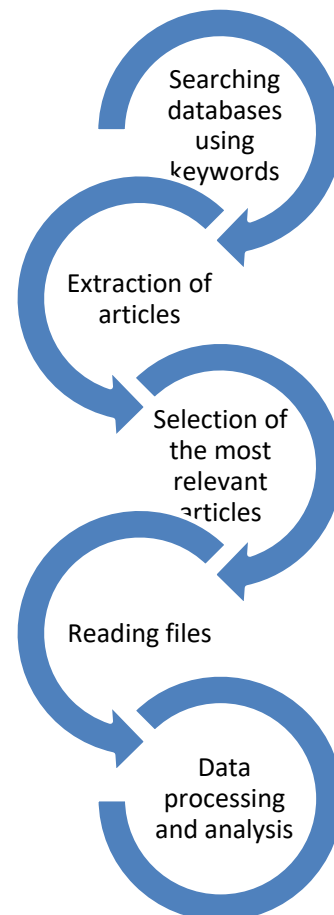 Searching
databases
using
keywords
Extraction of
articles
Selection of
the most
relevant
articles
Reading files
Data
processing
and analysis